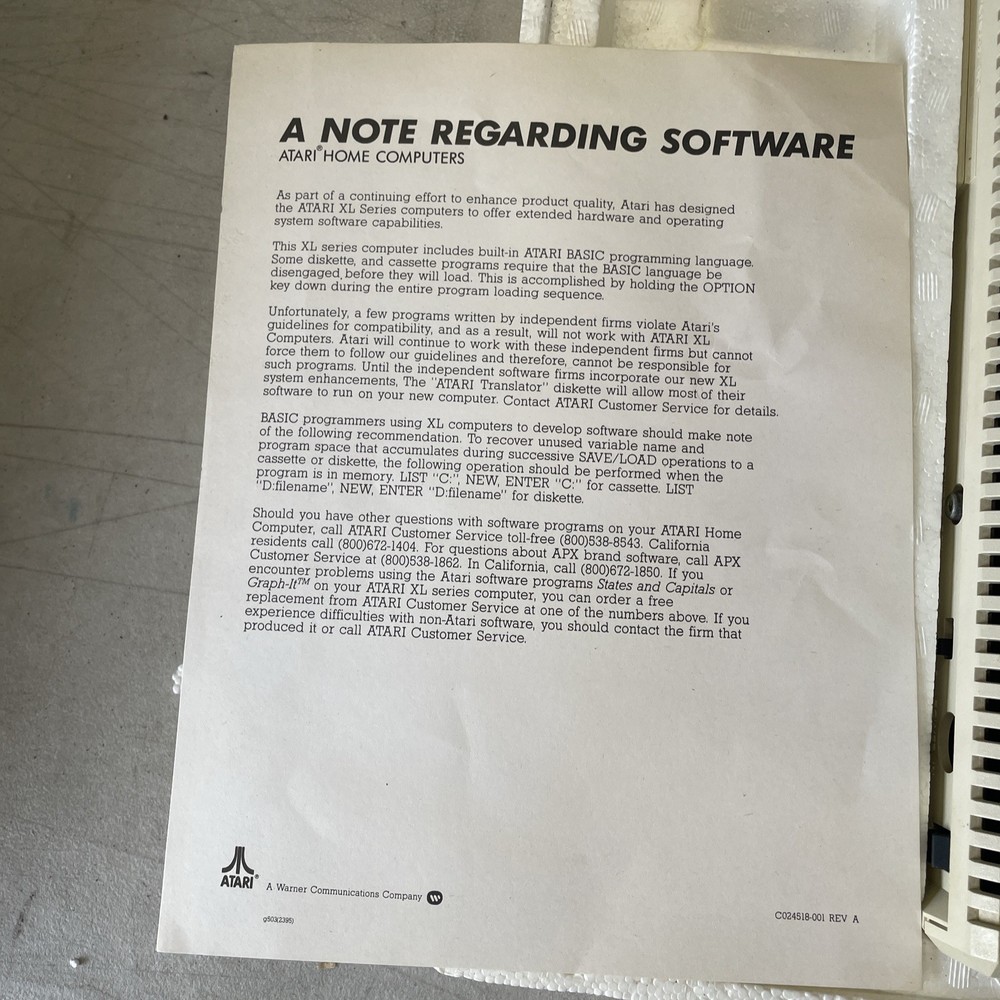 A NOTE REGARDING SOFTWARE
ATARI® HOME COMPUTERS
As part of a continuing effort to enhance product quality, Atari has designed
the ATARI XL Series computers to offer extended hardware and operating
system software capabilities.
This XL series computer includes built-in ATARI BASIC programming language.
Some diskette, and cassette programs require that the BASIC language be
disengaged before they will load. This is accomplished by holding the OPTION
key down during the entire program loading sequence.
Unfortunately, a few programs written by independent firms violate Atari's
guidelines for compatibility, and as a result, will not work with ATARI XL
Computers. Atari will continue to work with these independent firms but cannot
force them to follow our guidelines and therefore, cannot be responsible for
such programs. Until the independent software firms incorporate our new XL
system enhancements, The "ATARI Translator" diskette will allow most of their
software to run on your new computer. Contact ATARI Customer Service for details.
BASIC programmers using XL computers to develop software should make note
of the following recommendation. To recover unused variable name and
program space that accumulates during successive SAVE/LOAD operations to a
cassette or diskette, the following operation should be performed when the
program is in memory. LIST "C:", NEW, ENTER "C:" for cassette. LIST
"D:filename", NEW, ENTER "D:filename" for diskette.
Should you have other questions with software programs on your ATARI Home
Computer, call ATARI Customer Service toll-free (800)538-8543. California
residents call (800)672-1404. For questions about APX brand software, call APX
Customer Service at (800)538-1862. In California, call (800)672-1850. If you
encounter problems using the Atari software programs States and Capitals or
Graph-It™ on your ATARI XL series computer, you can order a free
replacement from ATARI Customer Service at one of the numbers above. If you
experience difficulties with non-Atari software, you should contact the firm that
produced it or call ATARI Customer Service.
ATARI®
A Warner Communications Company
g503(2395)
C024518-001 REV A